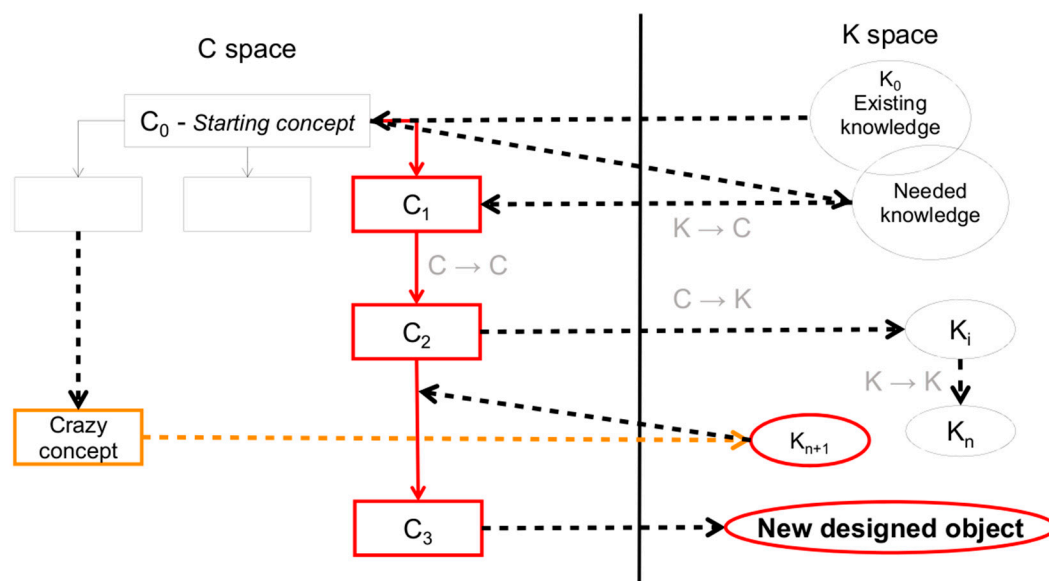 C space
K space
C₀ - Starting concept
K₀
Existing
knowledge
Needed
knowledge
C₁
K → C
C → C
C → K
C₂
Kᵢ
K → K
Crazy
concept
Kₙ₊₁
Kₙ
C₃
New designed object